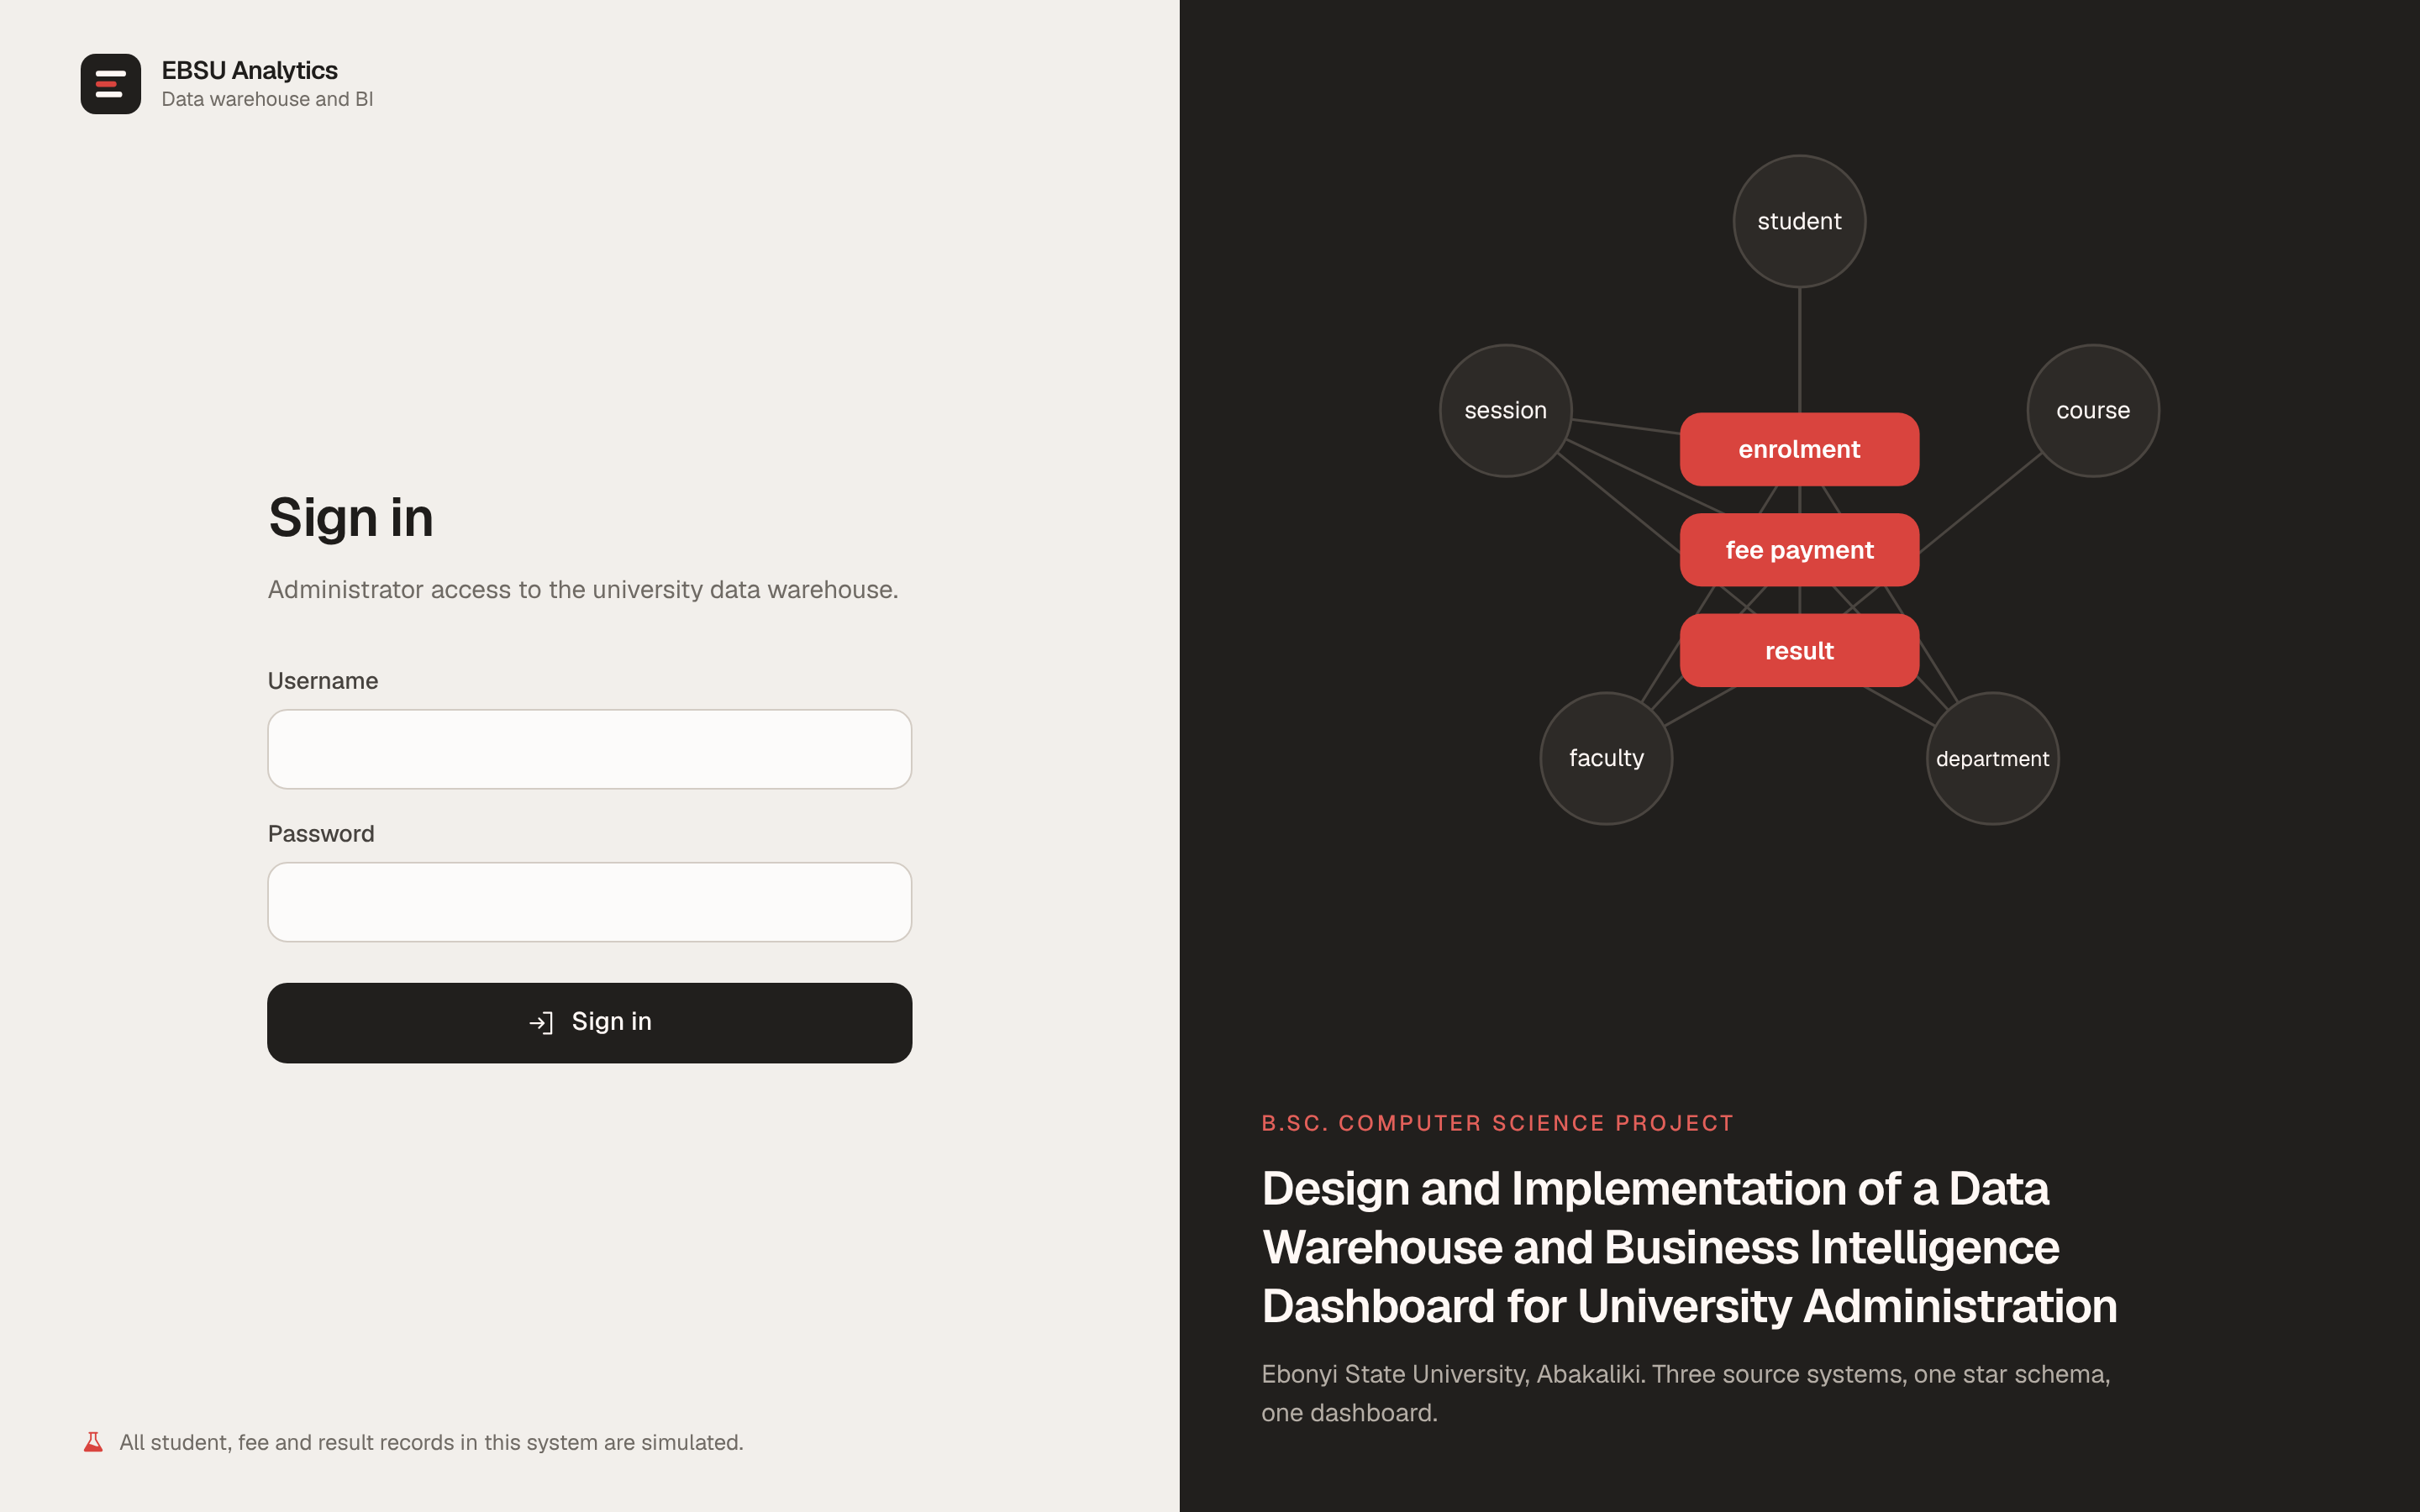 EBSU Analytics
Data warehouse and BI
Sign in
Administrator access to the university data warehouse.
Username
Password
Sign in
All student, fee and result records in this system are simulated.
student
session
course
enrolment
fee payment
result
faculty
department
B.SC. COMPUTER SCIENCE PROJECT
Design and Implementation of a Data
Warehouse and Business Intelligence
Dashboard for University Administration
Ebonyi State University, Abakaliki. Three source systems, one star schema,
one dashboard.